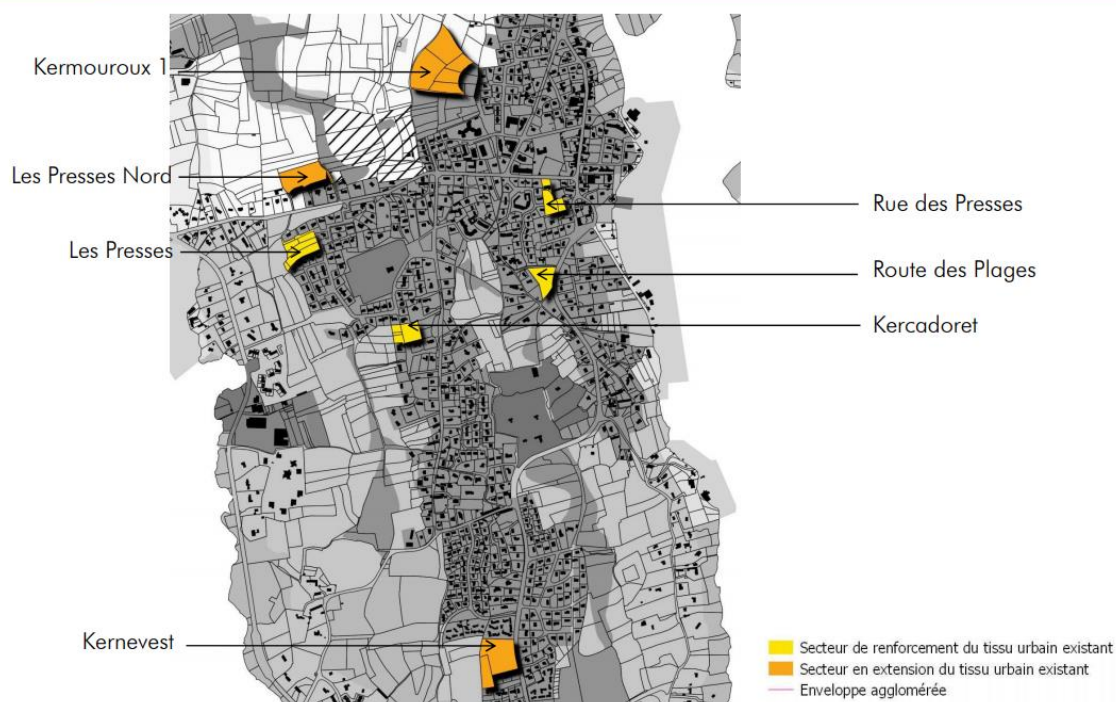 Kermouroux 1
Les Presses Nord
Les Presses
Kernevest
Rue des Presses
Route des Plages
Kercadoret
Secteur de renforcement du tissu urbain existant
Secteur en extension du tissu urbain existant
Enveloppe agglomérée